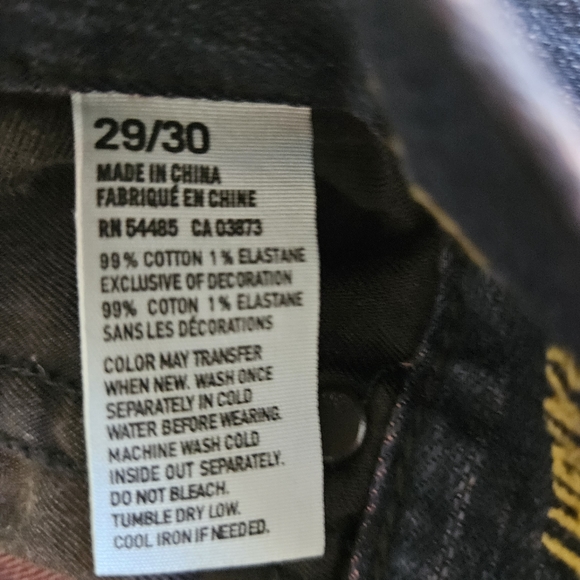 29/30
MADE IN CHINA
FABRIQUÉ EN CHINE
RN 54485 CA 03873
99% COTTON 1% ELASTANE
EXCLUSIVE OF DECORATION
99% COTON 1% ELASTANE
SANS LES DÉCORATIONS
COLOR MAY TRANSFER
WHEN NEW. WASH ONCE
SEPARATELY IN COLD
WATER BEFORE WEARING.
MACHINE WASH COLD
INSIDE OUT SEPARATELY.
DO NOT BLEACH.
TUMBLE DRY LOW.
COOL IRON IF NEEDED.